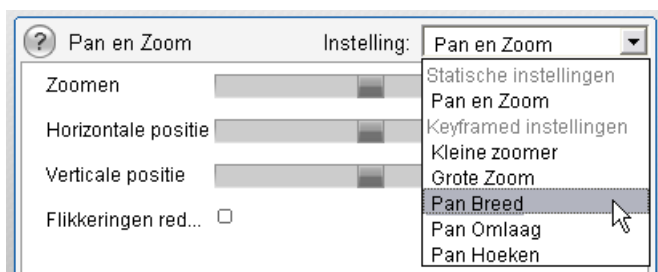 ? Pan en Zoom Instelling: Pan en Zoom
Zoomen
Horizontale positie
Verticale positie
Flikkeringen red...
Statische instellingen
Pan en Zoom
Keyframed instellingen
Kleine zoomer
Grote Zoom
Pan Breed
Pan Omlaag
Pan Hoeken